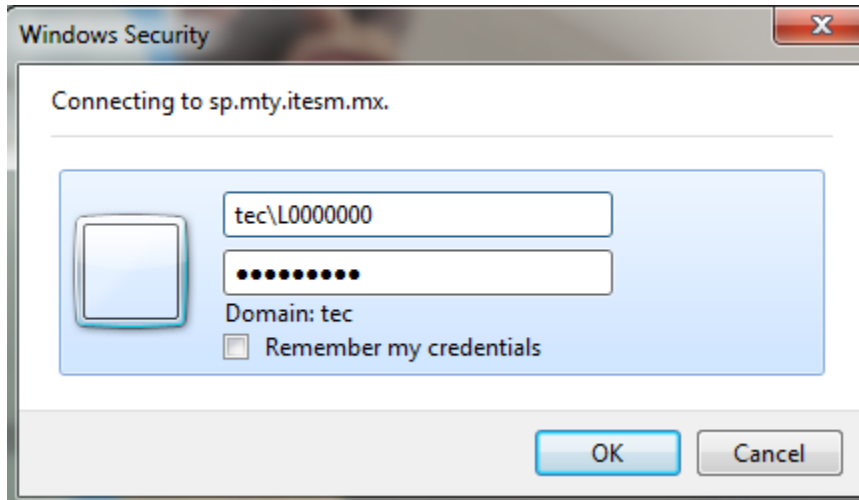 Windows Security
Connecting to sp.mty.itesm.mx.
tec\L0000000
●●●●●●●●●
Domain: tec
Remember my credentials
OK
Cancel